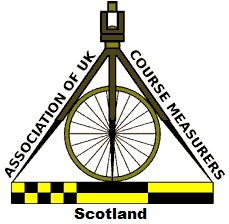 ASSOCIATION OF UK
COURSE MEASURERS
Scotland